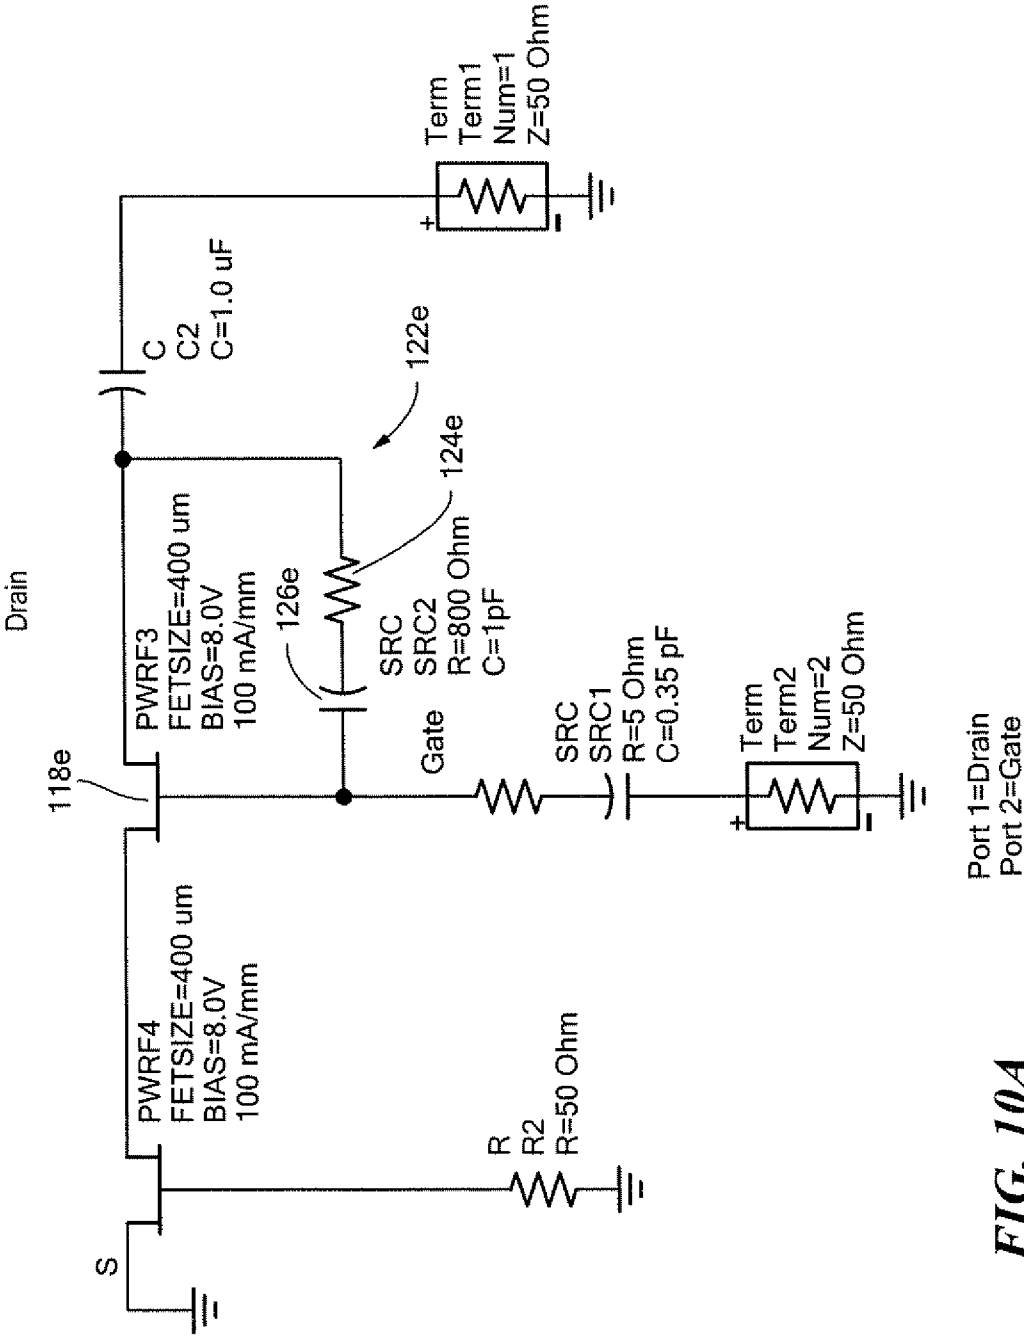 Drain
118e
PWRF3
FETSIZE=400 um
BIAS=8.0V
100 mA/mm
C
C2
C=1.0 uF
PWRF4
FETSIZE=400 um
BIAS=8.0V
100 mA/mm
S
126e
124e
122e
SRC
SRC2
R=800 Ohm
C=1pF
Gate
SRC
SRC1
R=5 Ohm
C=0.35 pF
R
R2
R=50 Ohm
+
Term
Term1
Num=1
Z=50 Ohm
-
+
Term
Term2
Num=2
Z=50 Ohm
-
Port 1=Drain
Port 2=Gate
FIG. 10A